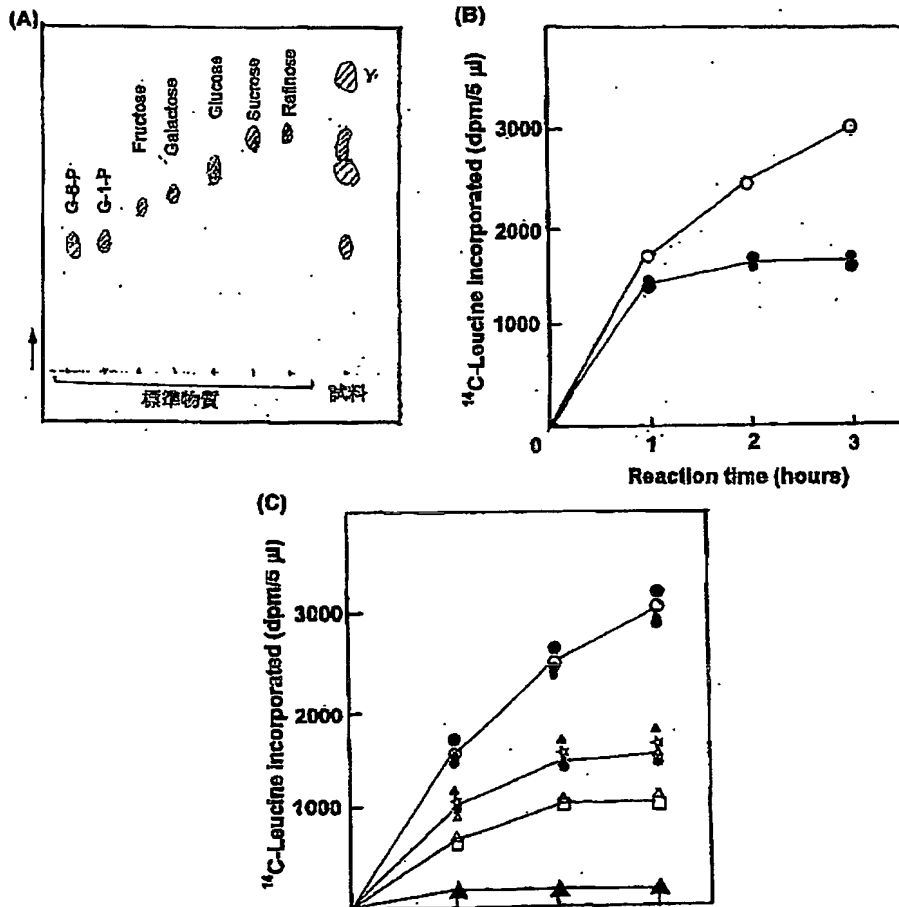 (A)
G-6-P
G-1-P
Fructose
Galactose
Glucose
Sucrose
Rafinose
γ
標準物質
試料
(B)
3000
2000
1000
0
1
2
3
¹⁴C-Leucine incorporated (dpm/5 µl)
Reaction time (hours)
(C)
3000
2000
1000
¹⁴C-Leucine incorporated (dpm/5 µl)